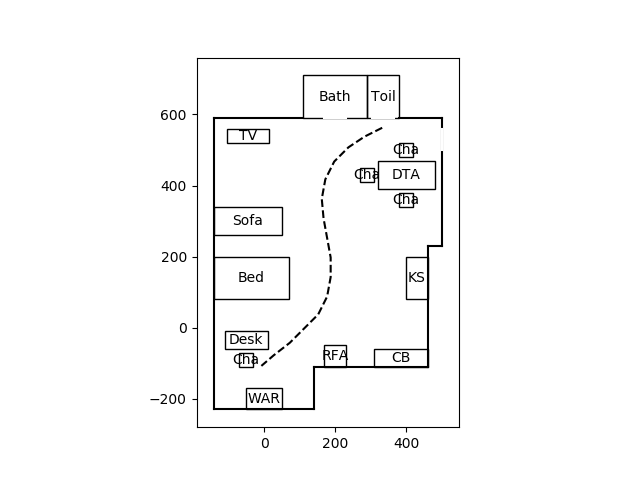 Bath Toil
600
TV
Cha
400
Cha DTA
Cha
Sofa
200
Bed KS
0
Desk
Cha RFA CB
−200
WAR
0 200 400